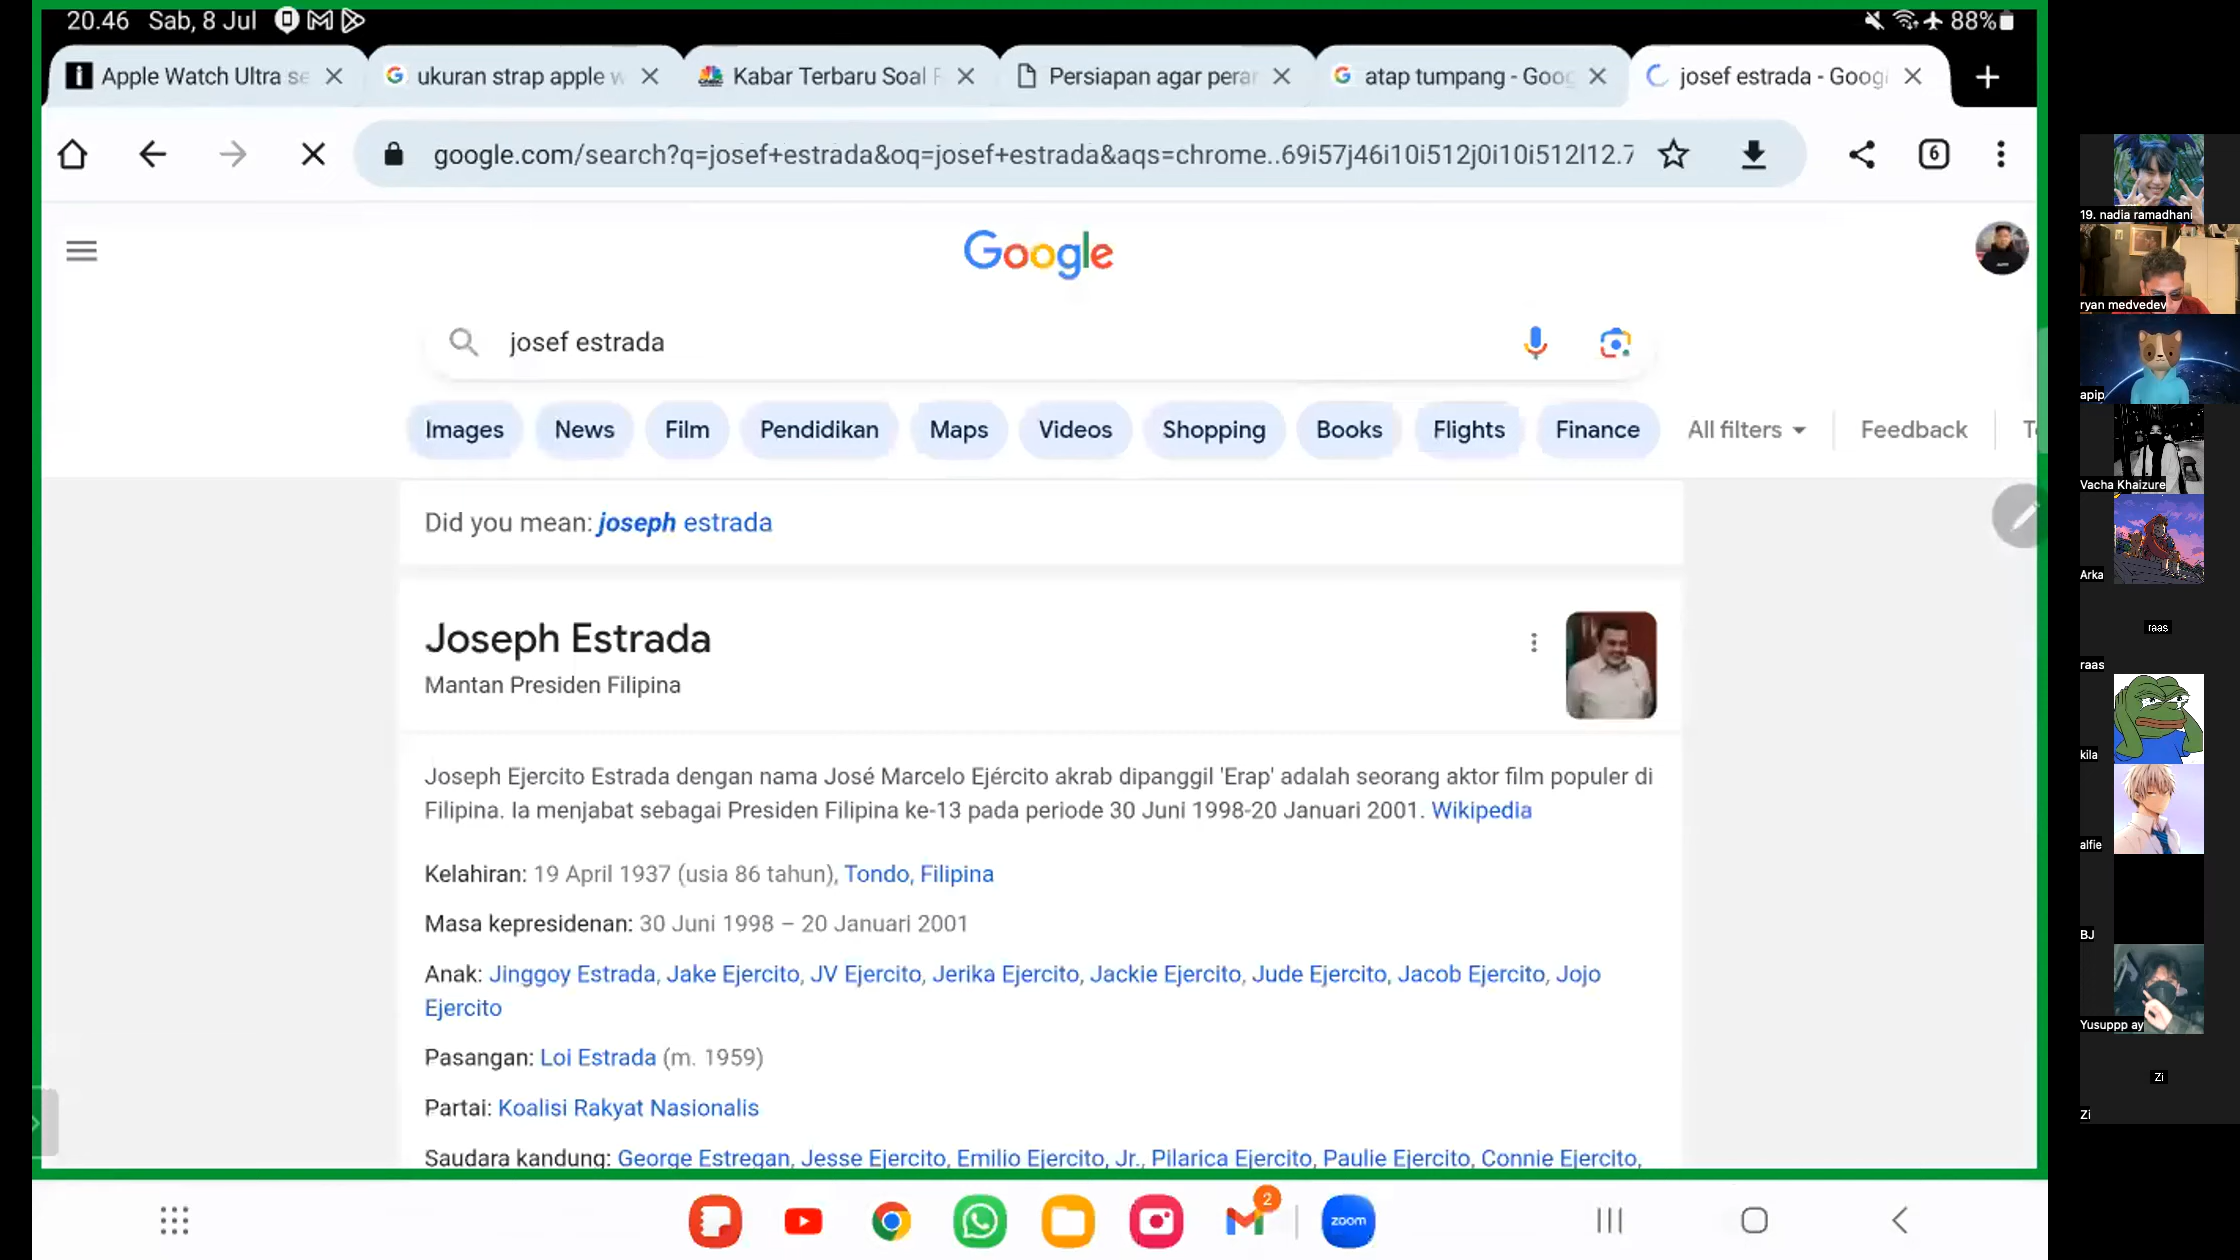 20.46 Sab, 8 Jul
88%
Apple Watch Ultra se
ukuran strap apple w
Kabar Terbaru Soal
Persiapan agar peran
atap tumpang - Goog
josef estrada - Googl
google.com/search?q=josef+estrada&oq=josef+estrada&aqs=chrome..69i57j46i10i512j0i10i512l12.7
6
Google
josef estrada
Images
News
Film
Pendidikan
Maps
Videos
Shopping
Books
Flights
Finance
All filters
Feedback
Did you mean: joseph estrada
Joseph Estrada
Mantan Presiden Filipina
Joseph Ejercito Estrada dengan nama José Marcelo Ejército akrab dipanggil 'Erap' adalah seorang aktor film populer di
Filipina. Ia menjabat sebagai Presiden Filipina ke-13 pada periode 30 Juni 1998-20 Januari 2001. Wikipedia
Kelahiran: 19 April 1937 (usia 86 tahun), Tondo, Filipina
Masa kepresidenan: 30 Juni 1998 – 20 Januari 2001
Anak: Jinggoy Estrada, Jake Ejercito, JV Ejercito, Jerika Ejercito, Jackie Ejercito, Jude Ejercito, Jacob Ejercito, Jojo
Ejercito
Pasangan: Loi Estrada (m. 1959)
Partai: Koalisi Rakyat Nasionalis
Saudara kandung: George Estregan, Jesse Ejercito, Emilio Ejercito, Jr., Pilarica Ejercito, Paulie Ejercito, Connie Ejercito,
2
zoom
19. nadia ramadhani
ryan medvedev
apip
Vacha Khaizure
Arka
raas
raas
kila
alfie
BJ
Yusuppp ay
Zi
Zi